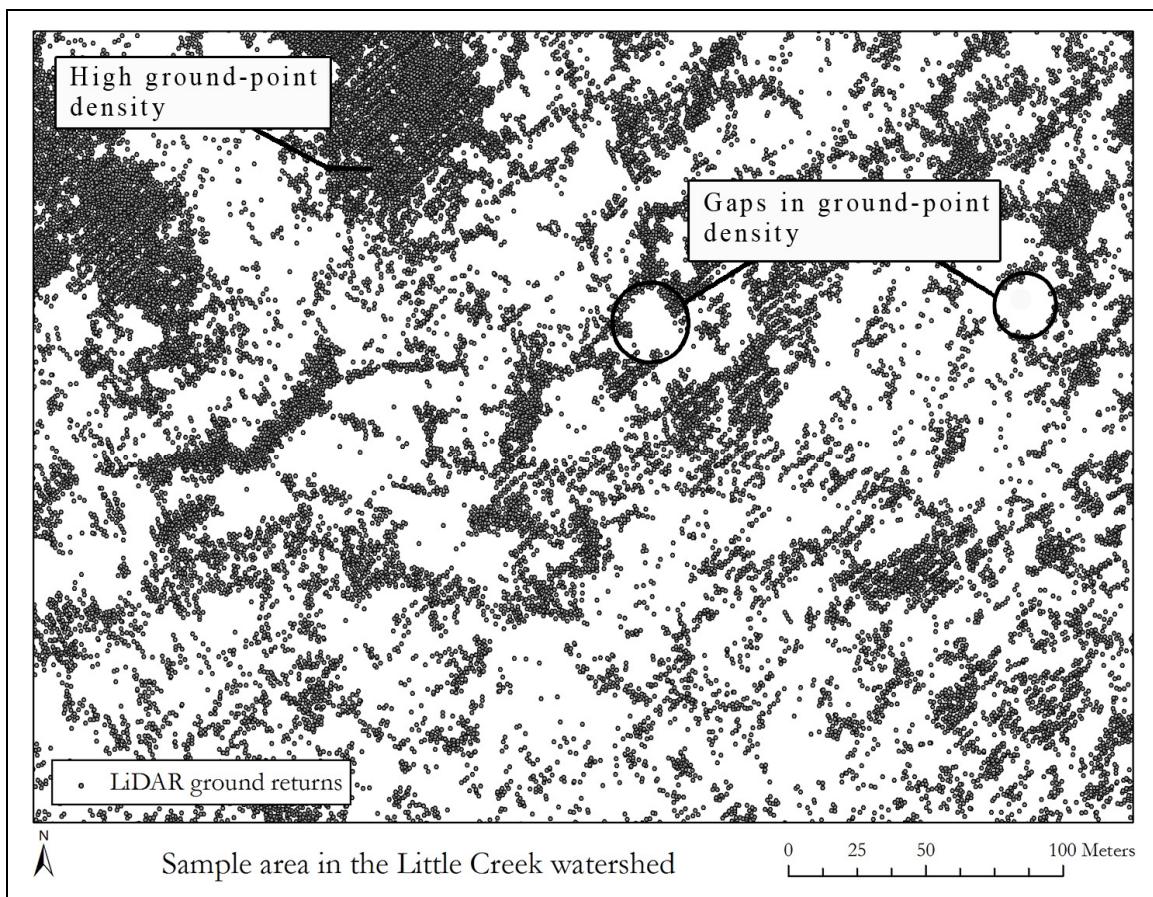 High ground-point
density
Gaps in ground-point
density
LiDAR ground returns
N
Sample area in the Little Creek watershed
0 25 50 100 Meters